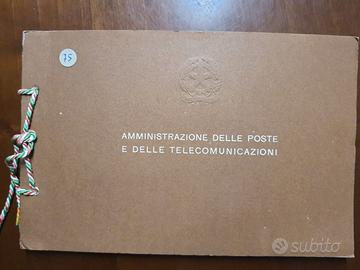 75
AMMINISTRAZIONE DELLE POSTE
E DELLE TELECOMUNICAZIONI
subito